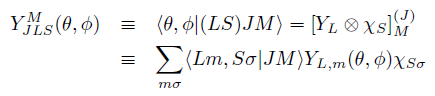 Y^M_{JLS}(θ, ϕ) ≡ ⟨θ, ϕ|(LS)JM⟩ = [Y_L ⊗ χ_S]^{(J)}_M
≡ ∑_{mσ} ⟨Lm, Sσ|JM⟩Y_{L,m}(θ, ϕ)χ_{Sσ}